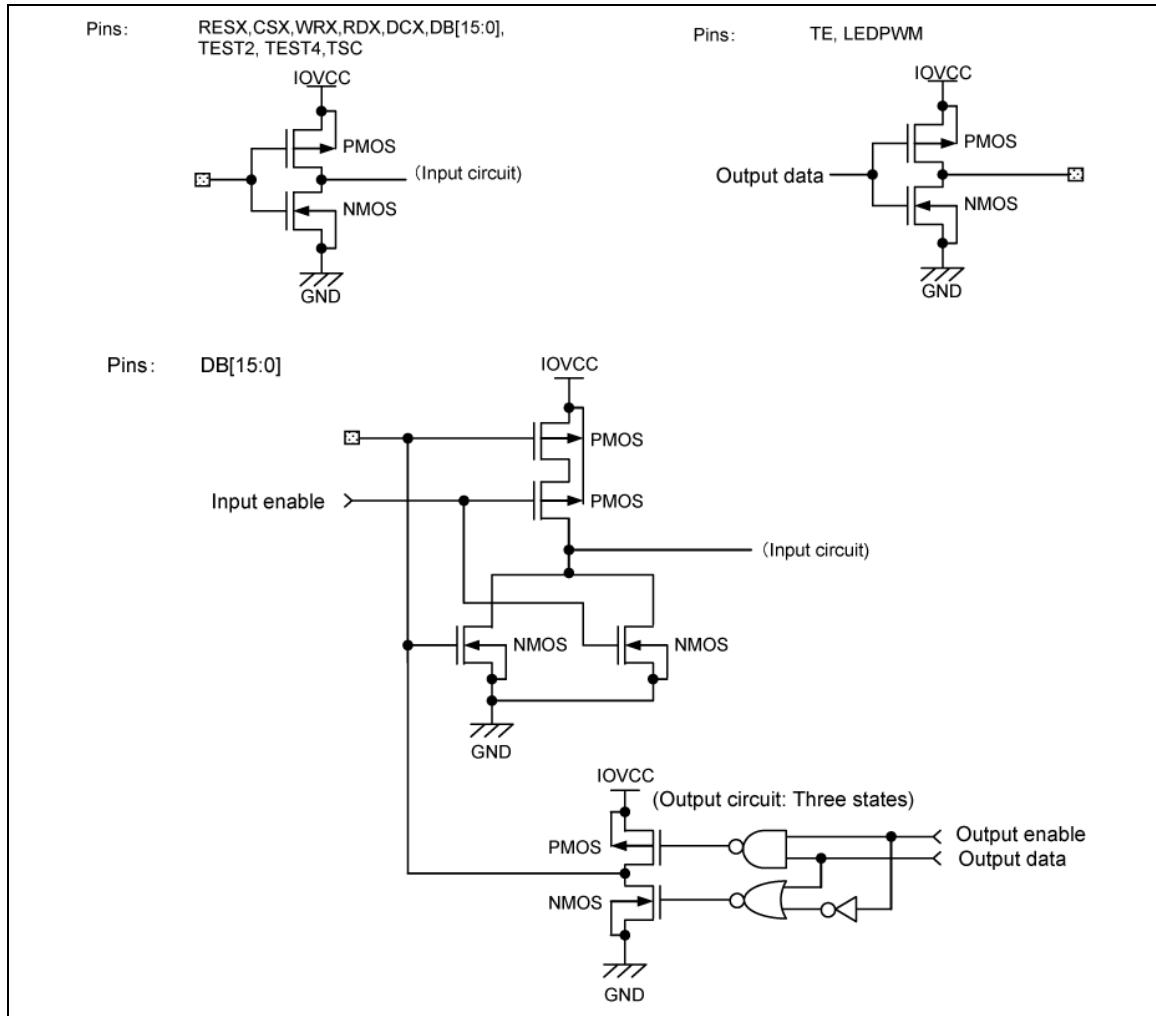 Pins: RESX,CSX,WRX,RDX,DCX,DB[15:0],
TEST2, TEST4,TSC
IOVCC
PMOS
(Input circuit)
NMOS
GND
Pins: TE, LEDPWM
IOVCC
PMOS
Output data
NMOS
GND
Pins: DB[15:0]
IOVCC
PMOS
Input enable
PMOS
(Input circuit)
NMOS
NMOS
GND
IOVCC
(Output circuit: Three states)
Output enable
PMOS
Output data
NMOS
GND